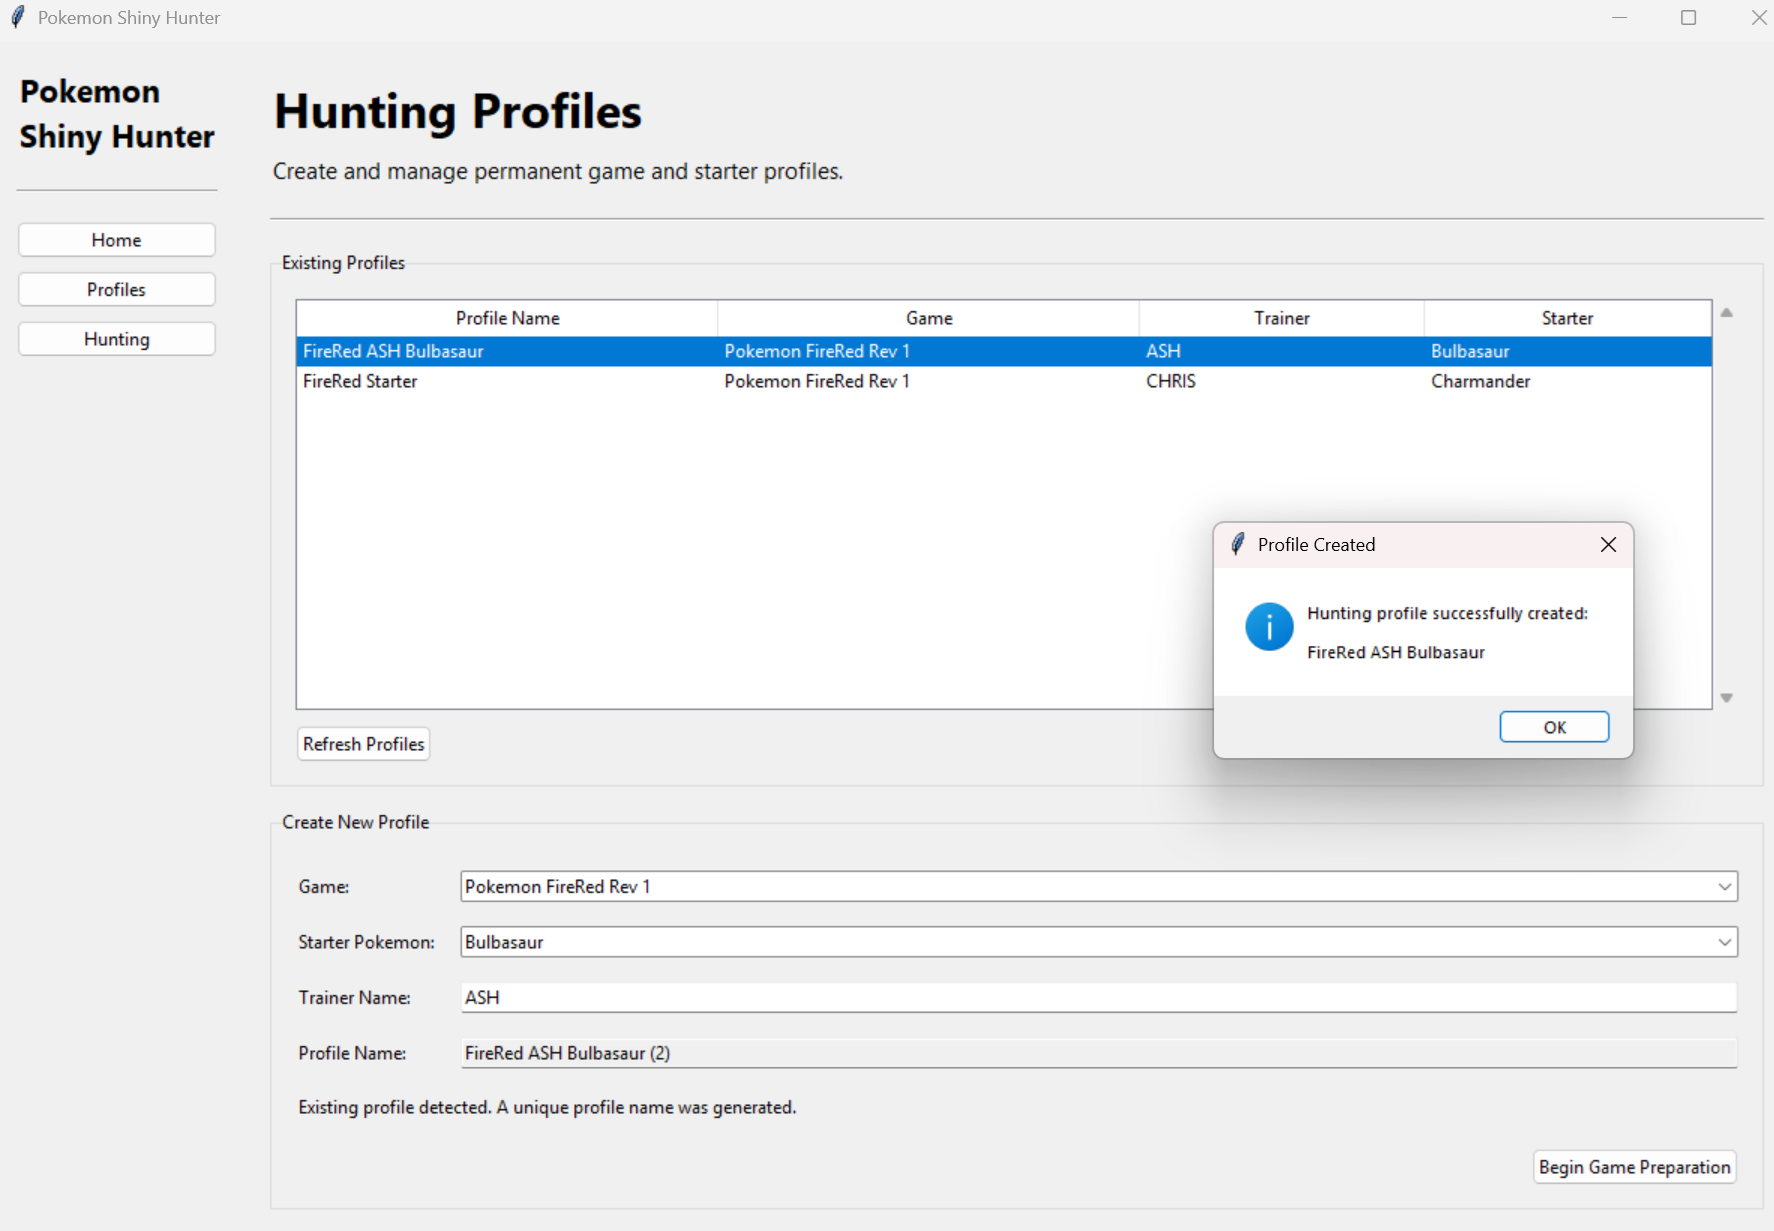 Pokemon Shiny Hunter
Pokemon
Shiny Hunter
Home
Profiles
Hunting
Hunting Profiles
Create and manage permanent game and starter profiles.
Existing Profiles
Profile Name Game Trainer Starter
FireRed ASH Bulbasaur Pokemon FireRed Rev 1 ASH Bulbasaur
FireRed Starter Pokemon FireRed Rev 1 CHRIS Charmander
Refresh Profiles
Profile Created
Hunting profile successfully created:
FireRed ASH Bulbasaur
OK
Create New Profile
Game: Pokemon FireRed Rev 1
Starter Pokemon: Bulbasaur
Trainer Name: ASH
Profile Name: FireRed ASH Bulbasaur (2)
Existing profile detected. A unique profile name was generated.
Begin Game Preparation